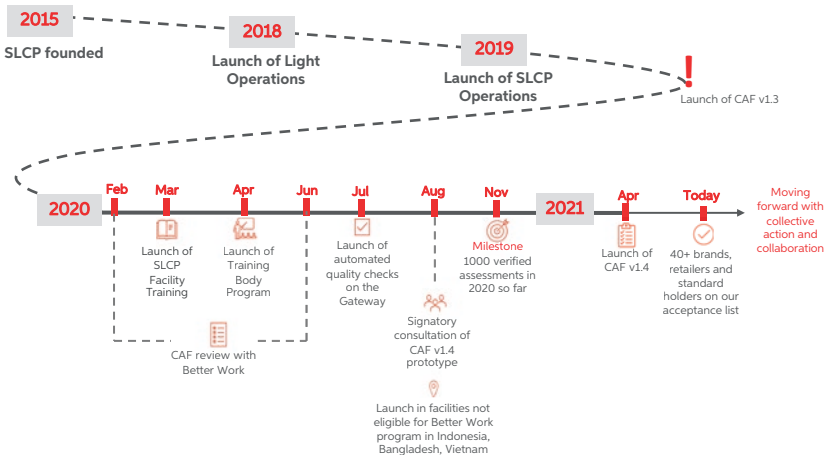 2015
SLCP founded
2018
Launch of Light
Operations
2019
Launch of SLCP
Operations
!
Launch of CAF v1.3
2020
Feb
Mar
Apr
Jun
Jul
Aug
Nov
2021
Apr
Today
Moving
forward with
collective
action and
collaboration
Launch of
SLCP
Facility
Training
Launch of
Training
Body
Program
Launch of
automated
quality checks
on the
Gateway
Milestone
1000 verified
assessments in
2020 so far
Launch of
CAF v1.4
40+ brands,
retailers and
standard
holders on our
acceptance list
CAF review with
Better Work
Signatory
consultation of
CAF v1.4
prototype
Launch in facilities not
eligible for Better Work
program in Indonesia,
Bangladesh, Vietnam